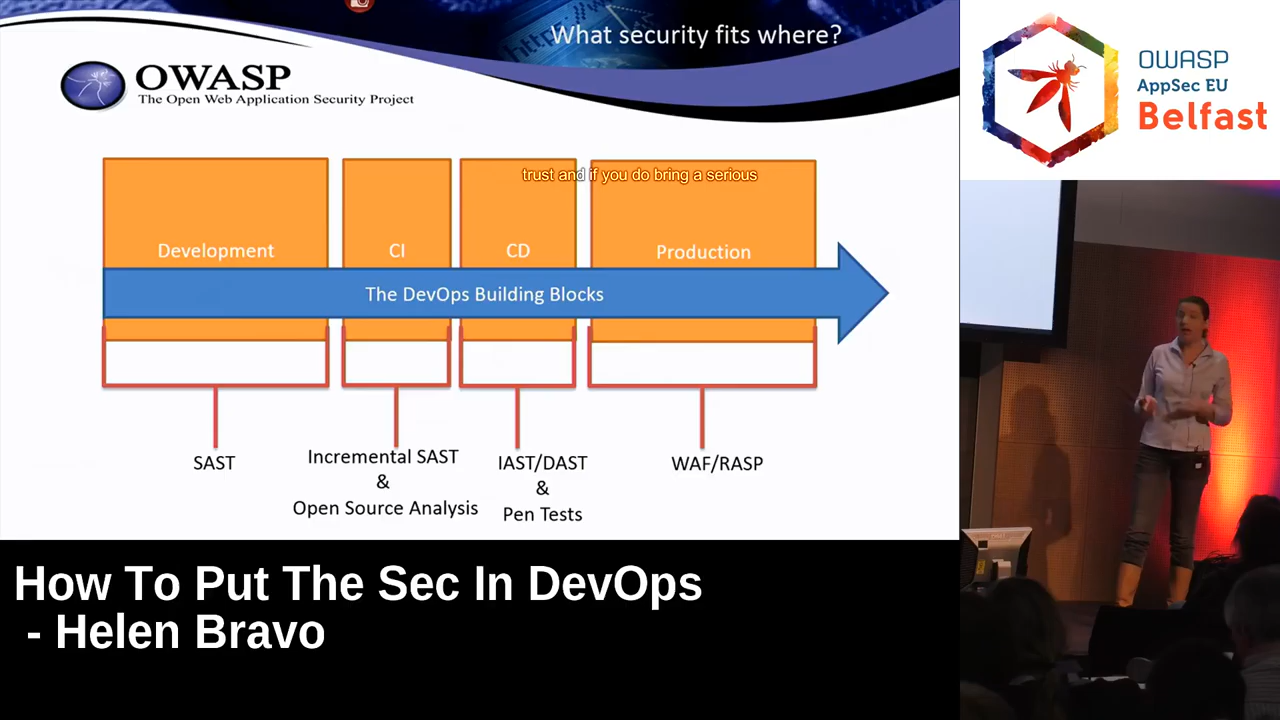 What security fits where?
OWASP
The Open Web Application Security Project
OWASP
AppSec EU
Belfast
trust and if you do bring a serious
Development
CI
CD
Production
The DevOps Building Blocks
SAST
Incremental SAST
&
Open Source Analysis
IAST/DAST
&
Pen Tests
WAF/RASP
How To Put The Sec In DevOps
- Helen Bravo